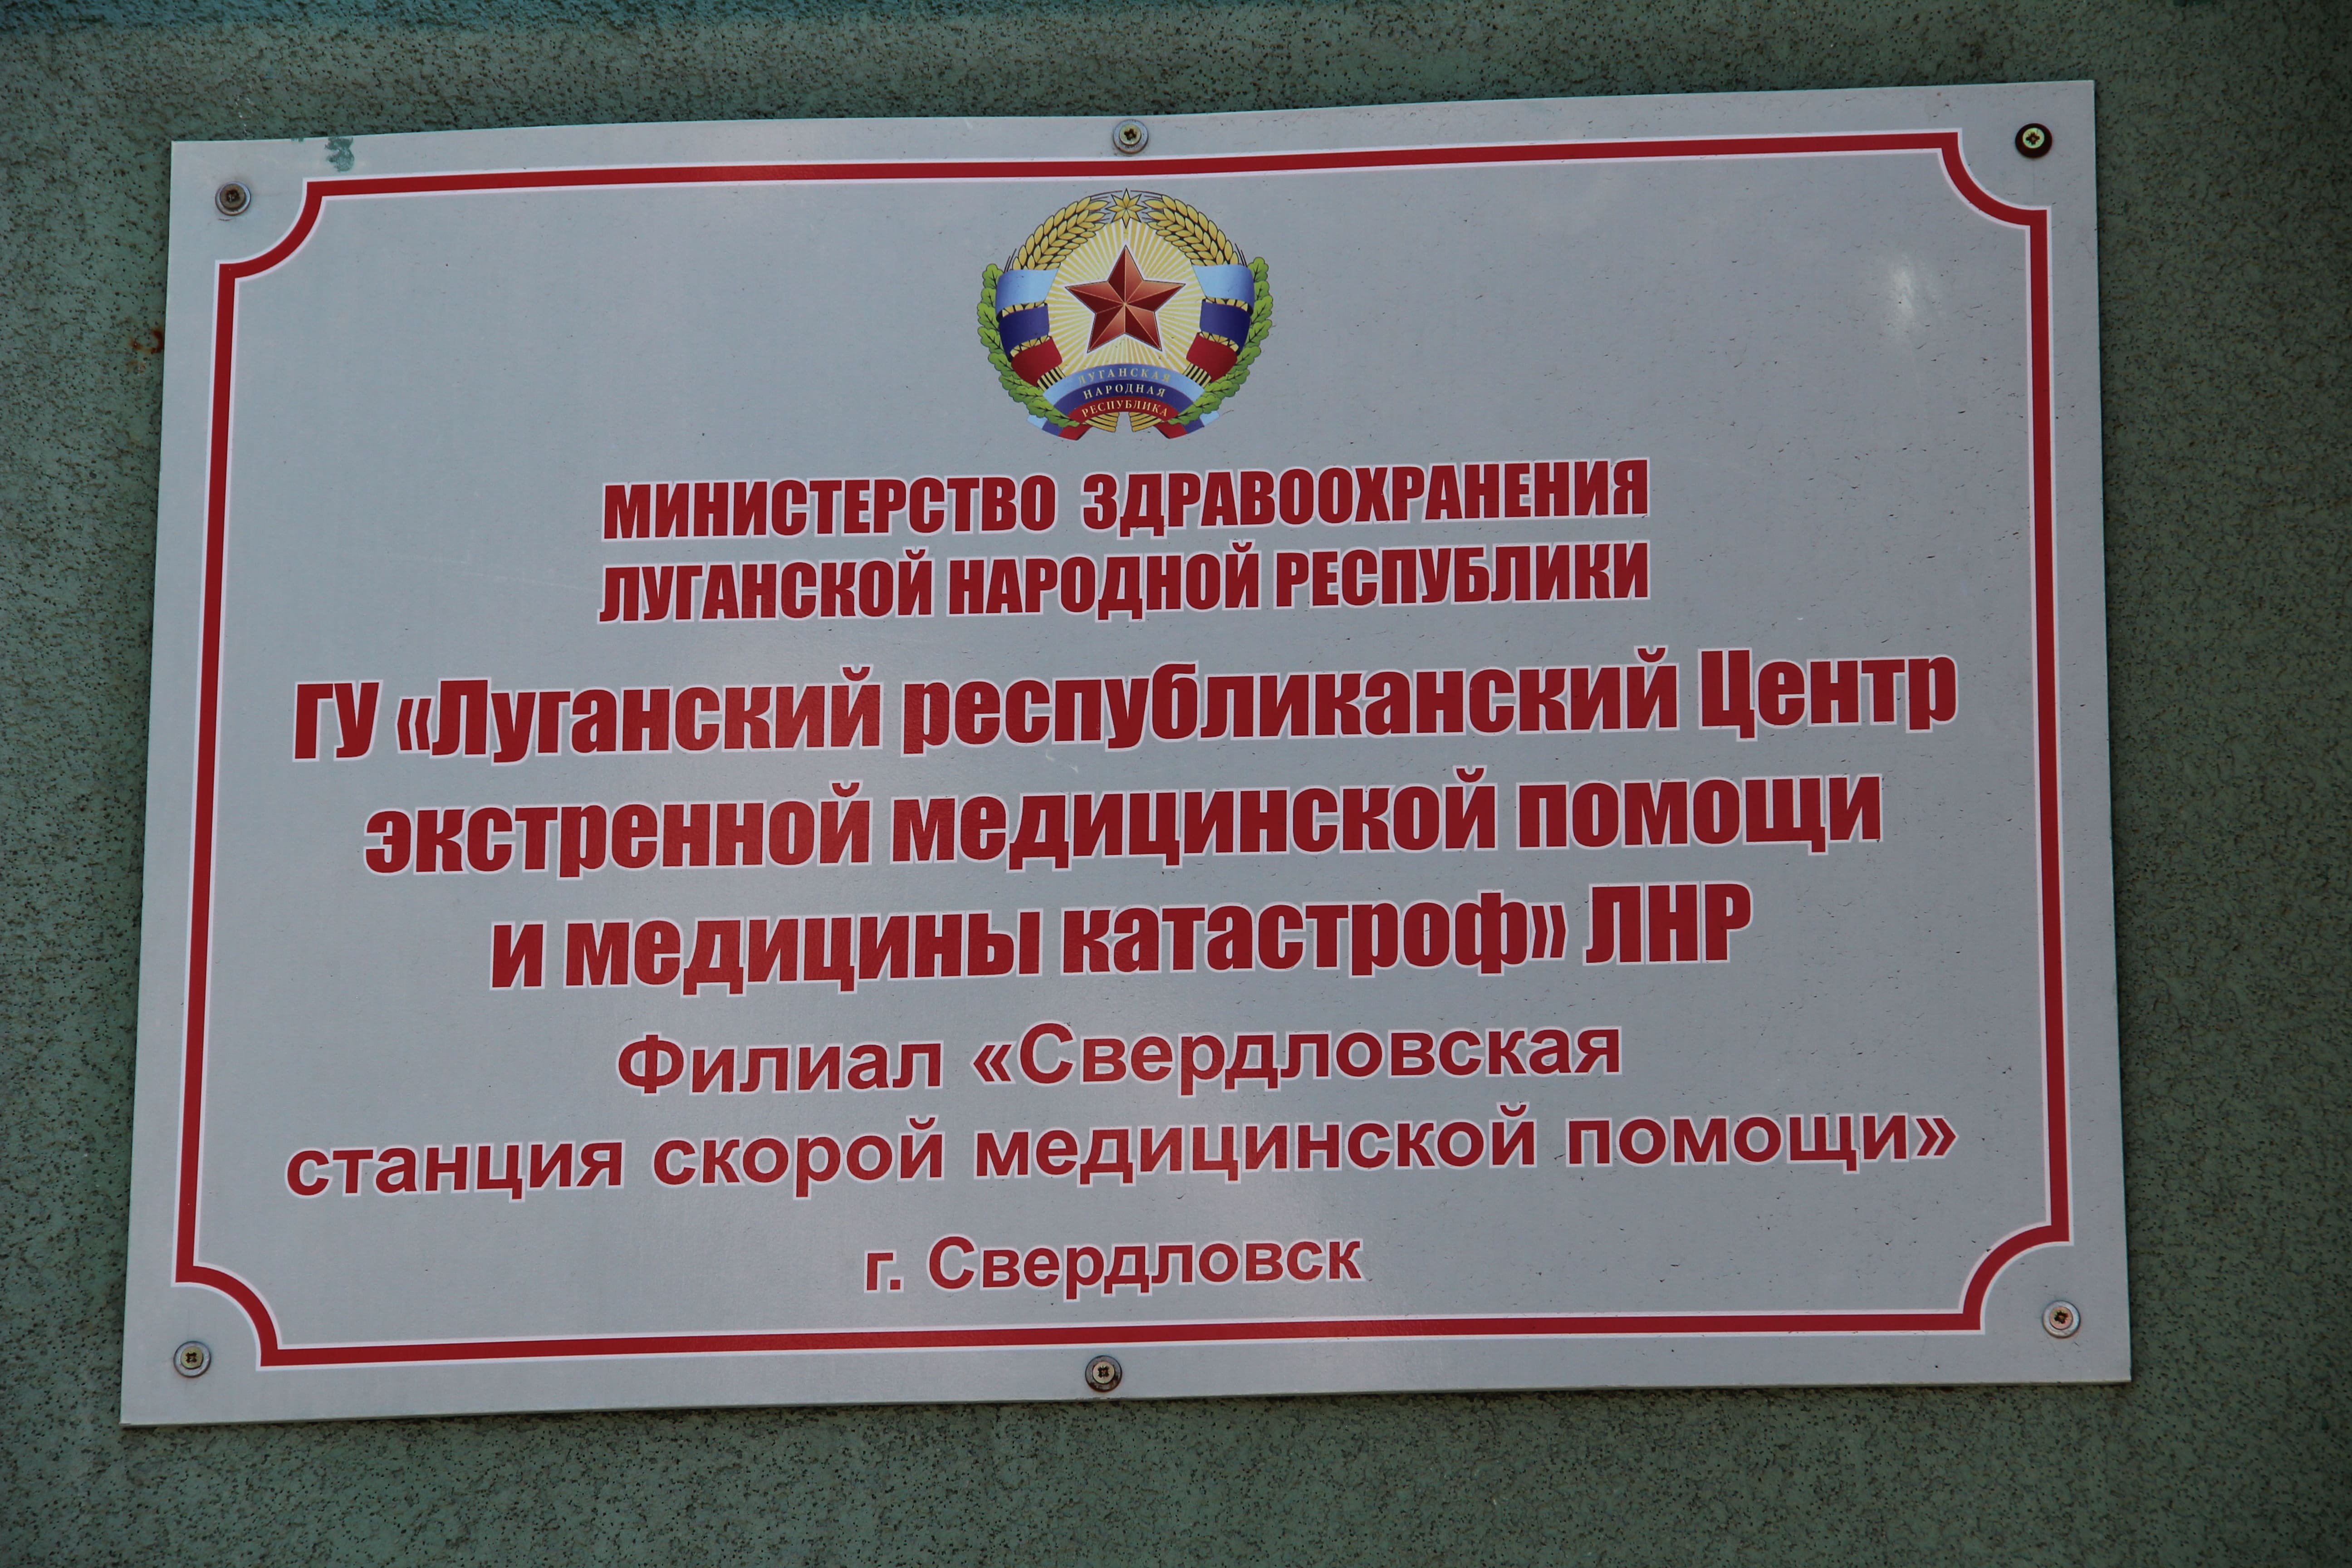 ЛУГАНСКАЯ
НАРОДНАЯ
РЕСПУБЛИКА
МИНИСТЕРСТВО ЗДРАВООХРАНЕНИЯ
ЛУГАНСКОЙ НАРОДНОЙ РЕСПУБЛИКИ
ГУ «Луганский республиканский Центр
экстренной медицинской помощи
и медицины катастроф» ЛНР
Филиал «Свердловская
станция скорой медицинской помощи»
г. Свердловск